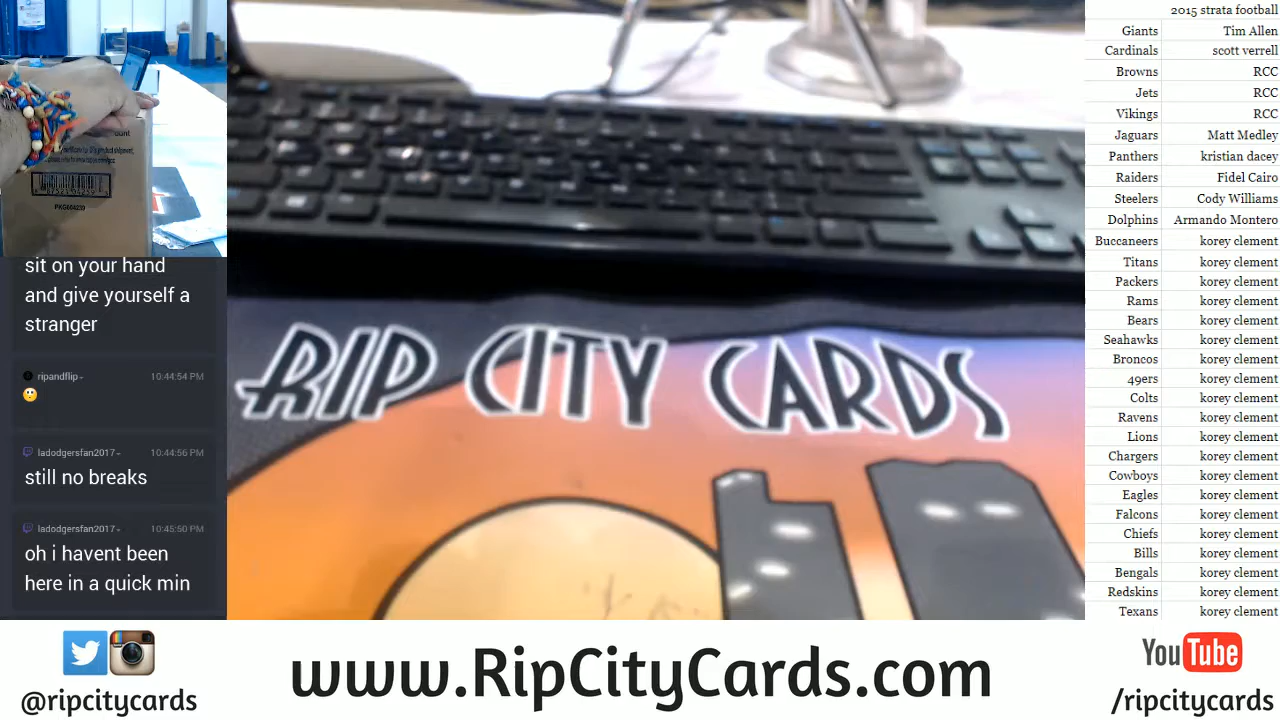 PKG604239
sit on your hand
and give yourself a
stranger
ripandflip
10:44:54 PM
ladodgersfan2017
10:44:56 PM
still no breaks
ladodgersfan2017
10:45:50 PM
oh i havent been
here in a quick min
RIP CITY CARDS
2015 strata football
Giants Tim Allen
Cardinals scott verrell
Browns RCC
Jets RCC
Vikings RCC
Jaguars Matt Medley
Panthers kristian dacey
Raiders Fidel Cairo
Steelers Cody Williams
Dolphins Armando Montero
Buccaneers korey clement
Titans korey clement
Packers korey clement
Rams korey clement
Bears korey clement
Seahawks korey clement
Broncos korey clement
49ers korey clement
Colts korey clement
Ravens korey clement
Lions korey clement
Chargers korey clement
Cowboys korey clement
Eagles korey clement
Falcons korey clement
Chiefs korey clement
Bills korey clement
Bengals korey clement
Redskins korey clement
Texans korey clement
@ripcitycards
www.RipCityCards.com
YouTube
/ripcitycards